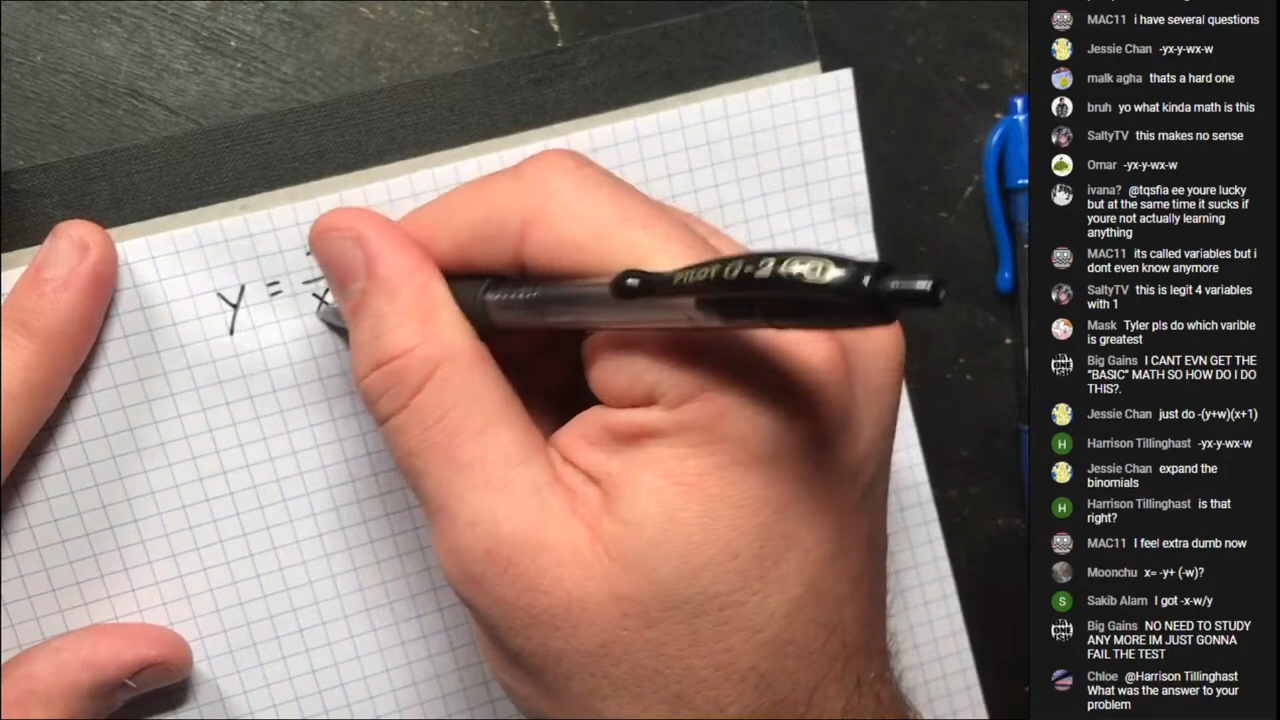 y =
x
PILOT G-2
MAC11 i have several questions
Jessie Chan -yx-y-wx-w
malk agha thats a hard one
bruh yo what kinda math is this
SaltyTV this makes no sense
Omar -yx-y-wx-w
ivana? @tqsfia ee youre lucky
but at the same time it sucks if
youre not actually learning
anything
MAC11 its called variables but i
dont even know anymore
SaltyTV this is legit 4 variables
with 1
Mask Tyler pls do which varible
is greatest
Big Gains I CANT EVN GET THE
“BASIC” MATH SO HOW DO I DO
THIS?.
Jessie Chan just do -(y+w)(x+1)
H
Harrison Tillinghast -yx-y-wx-w
Jessie Chan expand the
binomials
H
Harrison Tillinghast is that
right?
MAC11 I feel extra dumb now
Moonchu x= -y+ (-w)?
S
Sakib Alam I got -x-w/y
Big Gains NO NEED TO STUDY
ANY MORE IM JUST GONNA
FAIL THE TEST
Chloe @Harrison Tillinghast
What was the answer to your
problem